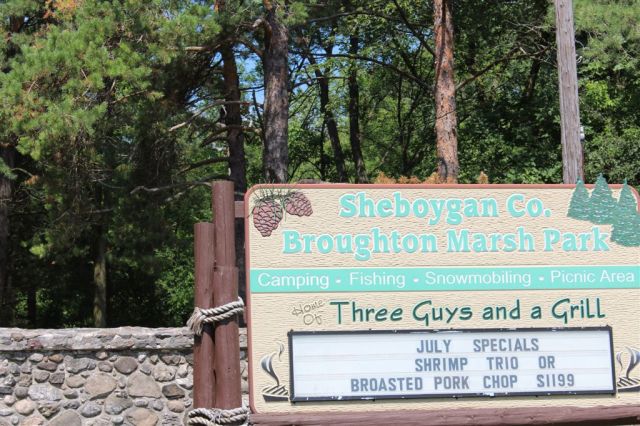 Sheboygan Co.
Broughton Marsh Park
Camping - Fishing - Snowmobiling - Picnic Area
Home Of Three Guys and a Grill
JULY SPECIALS
SHRIMP TRIO OR
BROASTED PORK CHOP S1199